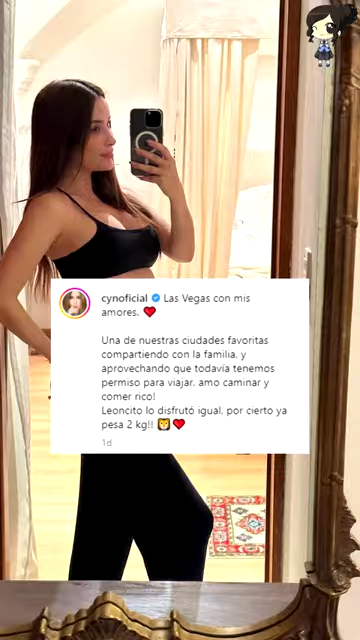 cynoficial Las Vegas con mis
amores. ❤️
Una de nuestras ciudades favoritas
compartiendo con la familia, y
aprovechando que todavía tenemos
permiso para viajar, amo caminar y
comer rico!
Leoncito lo disfrutó igual, por cierto ya
pesa 2 kg!! 🦁❤️
1d